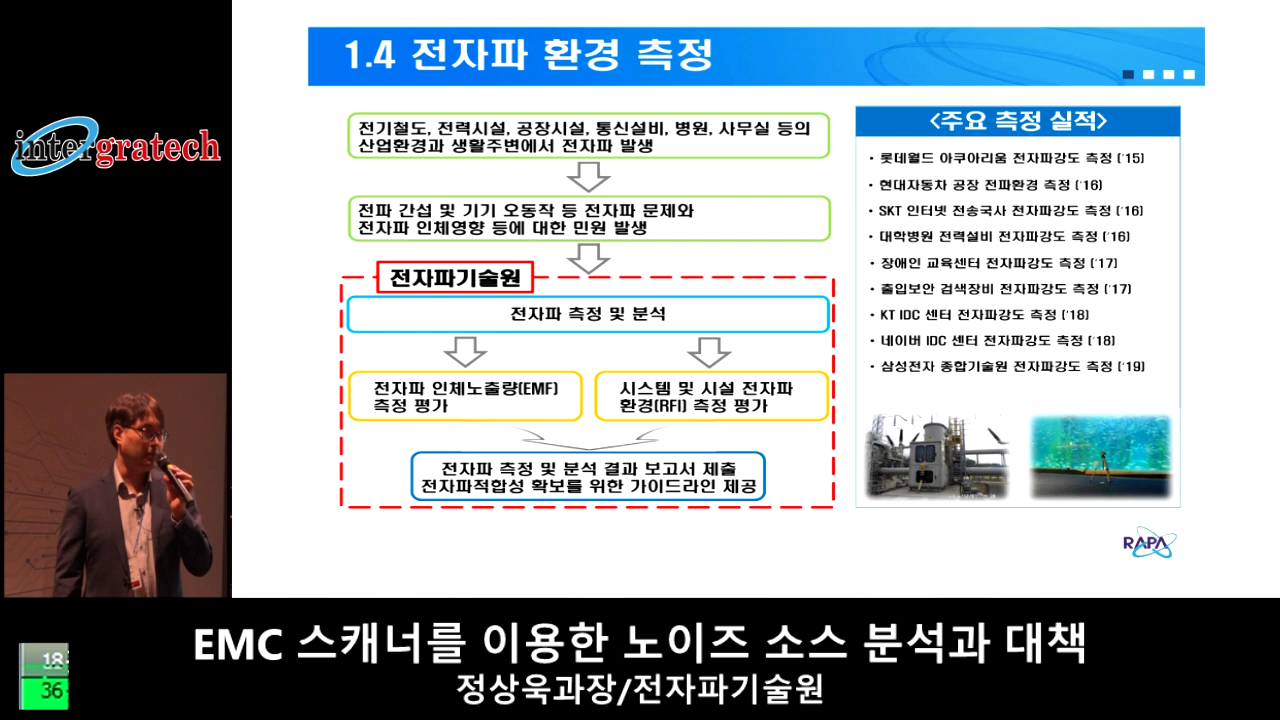 1.4 전자파 환경 측정
intergratech
전기철도, 전력시설, 공장시설, 통신설비, 병원, 사무실 등의
산업환경과 생활주변에서 전자파 발생
전파 간섭 및 기기 오동작 등 전자파 문제와
전자파 인체영향 등에 대한 민원 발생
전자파기술원
전자파 측정 및 분석
전자파 인체노출량(EMF)
측정 평가
시스템 및 시설 전자파
환경(RFI) 측정 평가
전자파 측정 및 분석 결과 보고서 제출
전자파적합성 확보를 위한 가이드라인 제공
<주요 측정 실적>
• 롯데월드 아쿠아리움 전자파강도 측정 (‘15)
• 현대자동차 공장 전파환경 측정 (‘16)
• SKT 인터넷 전송국사 전자파강도 측정 (‘16)
• 대학병원 전력설비 전자파강도 측정 (‘16)
• 장애인 교육센터 전자파강도 측정 (‘17)
• 출입보안 검색장비 전자파강도 측정 (‘17)
• KT IDC 센터 전자파강도 측정 (‘18)
• 네이버 IDC 센터 전자파강도 측정 (‘18)
• 삼성전자 종합기술원 전자파강도 측정 (‘19)
RAPA
EMC 스캐너를 이용한 노이즈 소스 분석과 대책
정상욱과장/전자파기술원
18
36